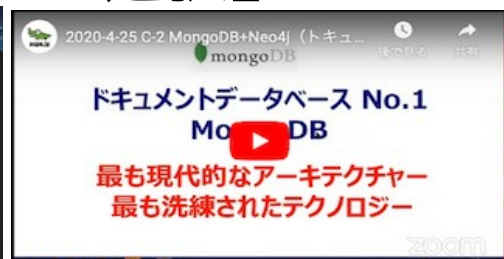 2020-4-25 C-2 MongoDB+Neo4j（トキュ...
後で見る
共有
mongoDB
ドキュメントデータベース No.1
Mo DB
最も現代的なアーキテクチャー
最も洗練されたテクノロジー
zoom